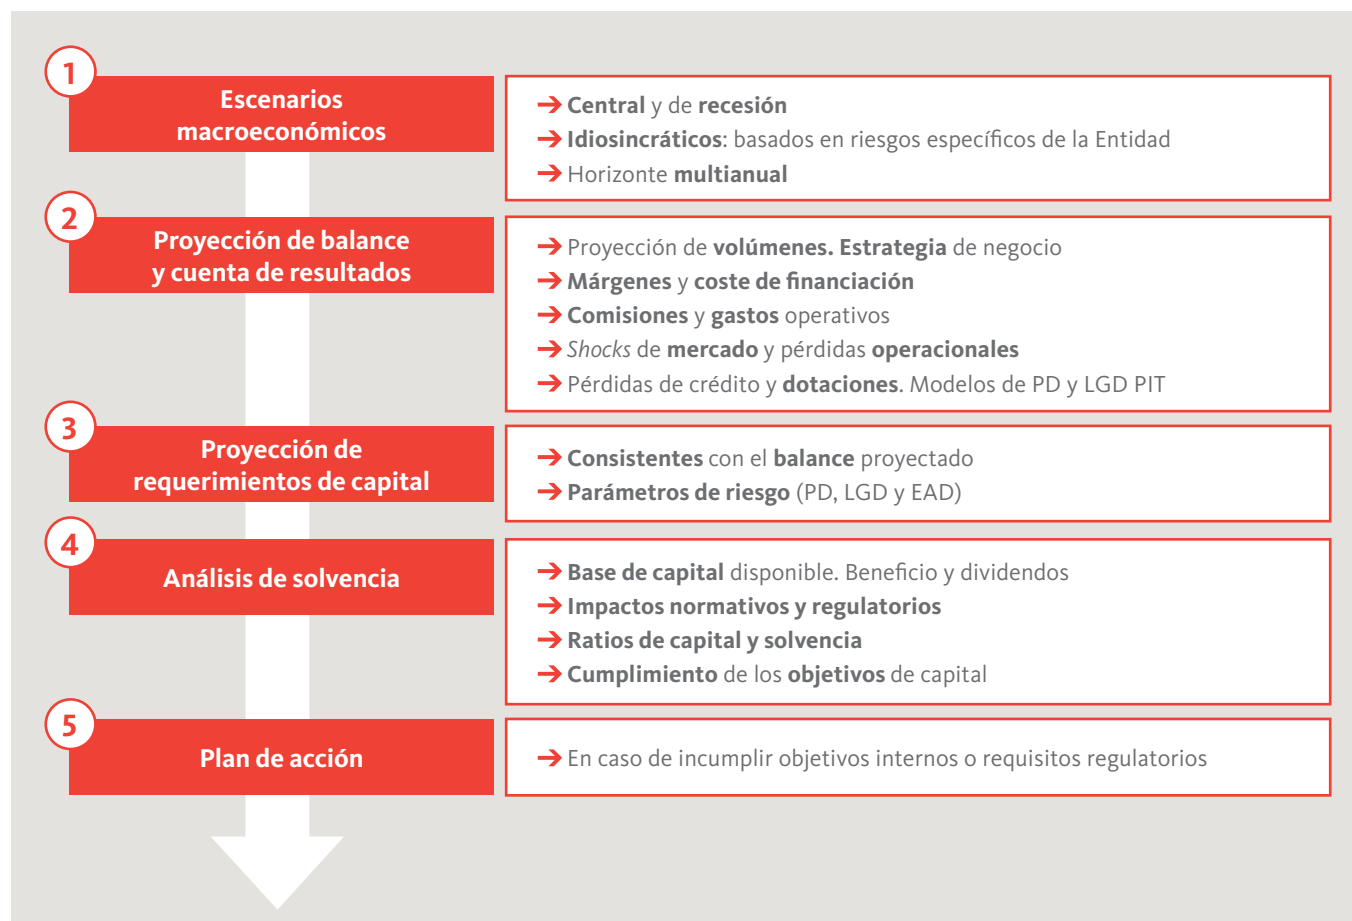 1
Escenarios
macroeconómicos
➔ Central y de recesión
➔ Idiosincráticos: basados en riesgos específicos de la Entidad
➔ Horizonte multianual
2
Proyección de balance
y cuenta de resultados
➔ Proyección de volúmenes. Estrategia de negocio
➔ Márgenes y coste de financiación
➔ Comisiones y gastos operativos
➔ Shocks de mercado y pérdidas operacionales
➔ Pérdidas de crédito y dotaciones. Modelos de PD y LGD PIT
3
Proyección de
requerimientos de capital
➔ Consistentes con el balance proyectado
➔ Parámetros de riesgo (PD, LGD y EAD)
4
Análisis de solvencia
➔ Base de capital disponible. Beneficio y dividendos
➔ Impactos normativos y regulatorios
➔ Ratios de capital y solvencia
➔ Cumplimiento de los objetivos de capital
5
Plan de acción
➔ En caso de incumplir objetivos internos o requisitos regulatorios